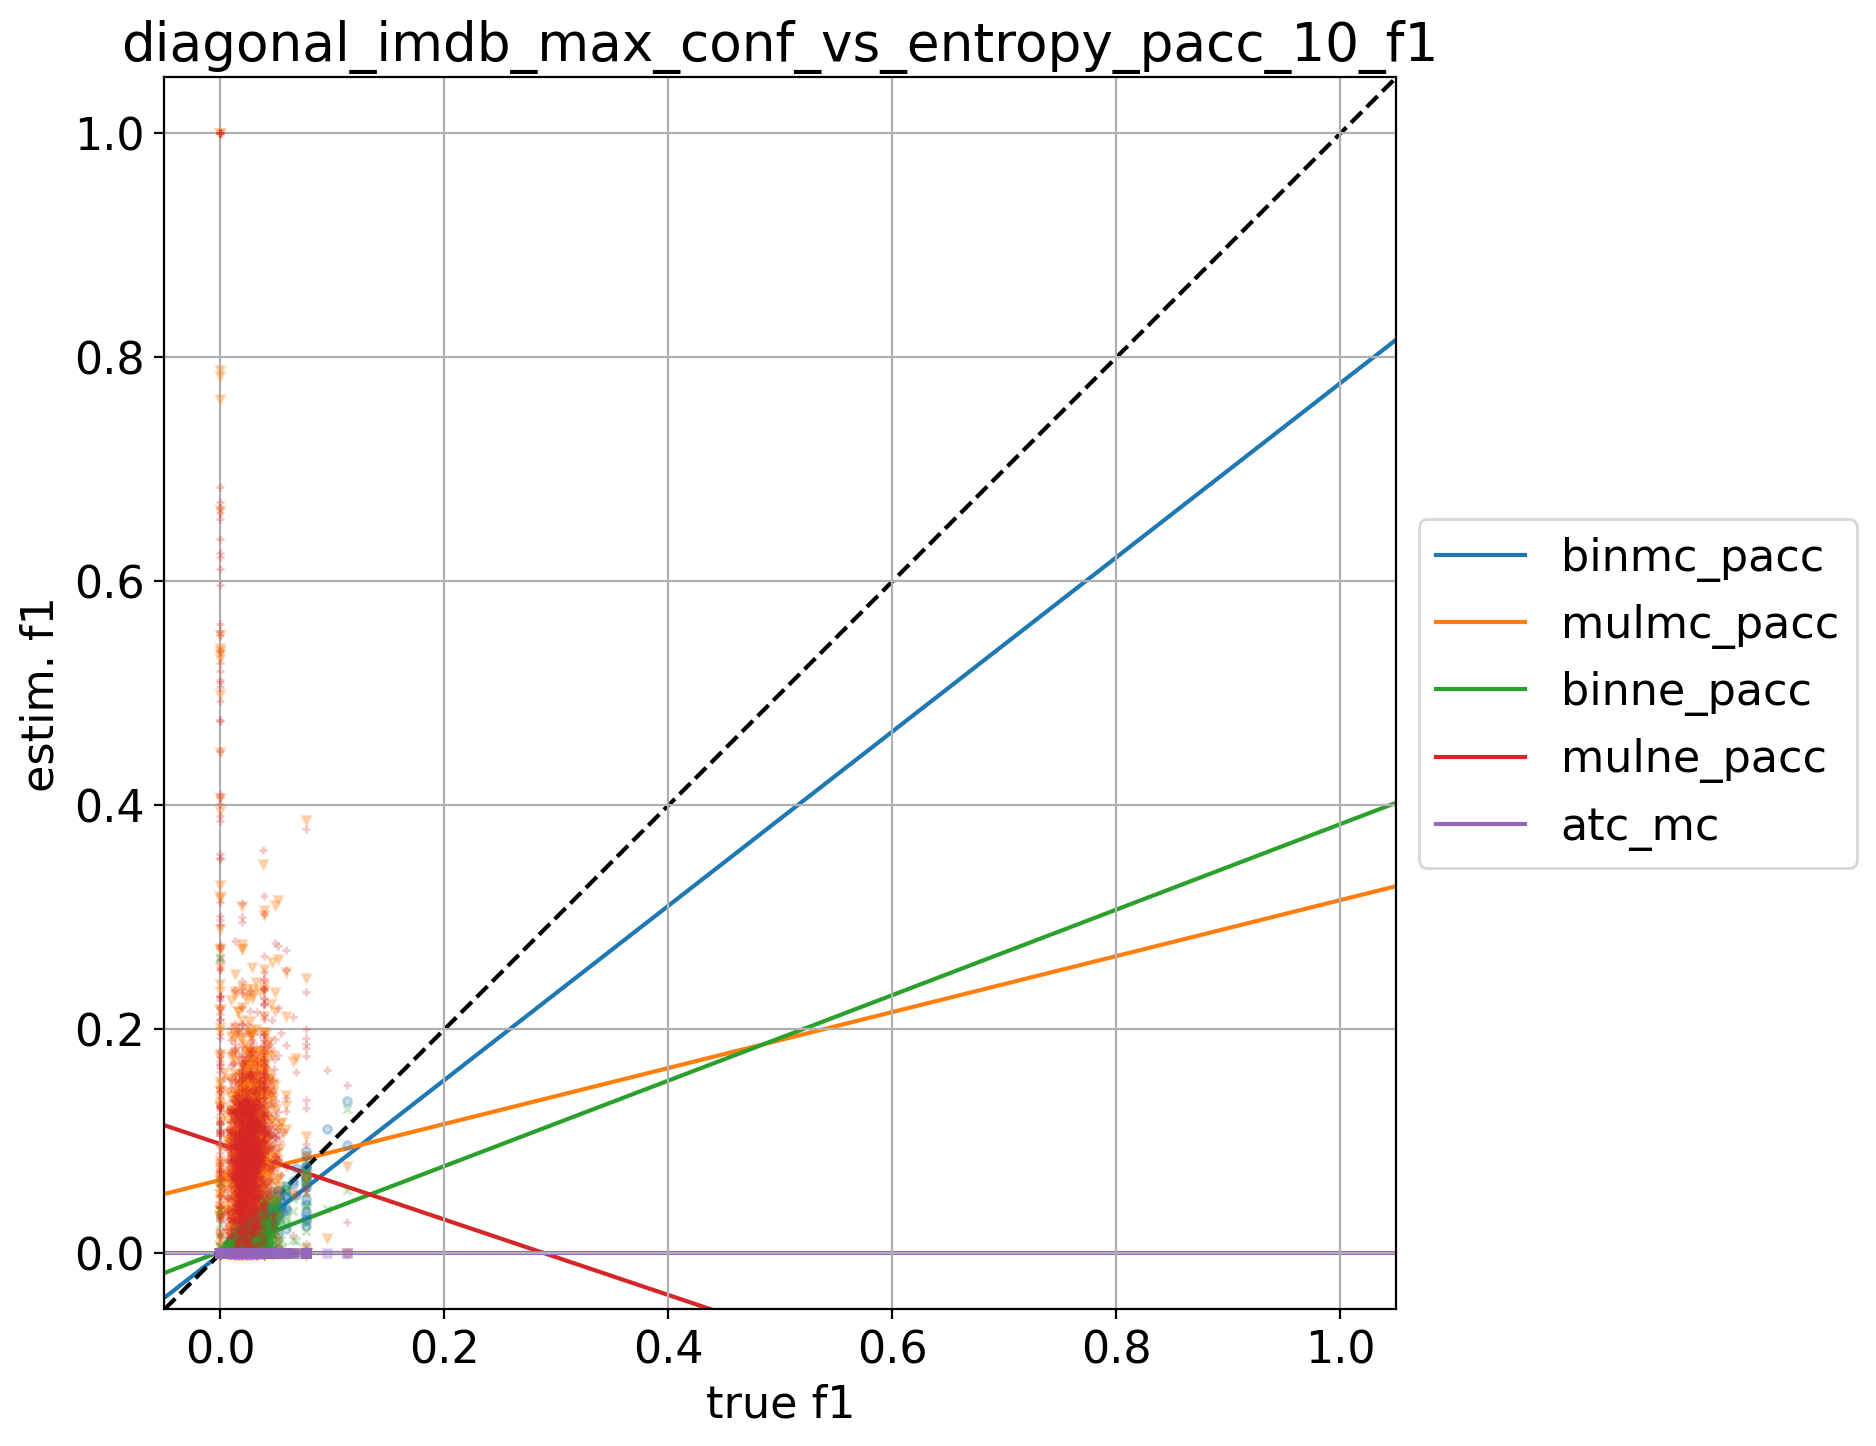 diagonal_imdb_max_conf_vs_entropy_pacc_10_f1
1.0
0.8
0.6
0.4
0.2
0.0
estim. f1
0.0 0.2 0.4 0.6 0.8 1.0
true f1
binmc_pacc
mulmc_pacc
binne_pacc
mulne_pacc
atc_mc